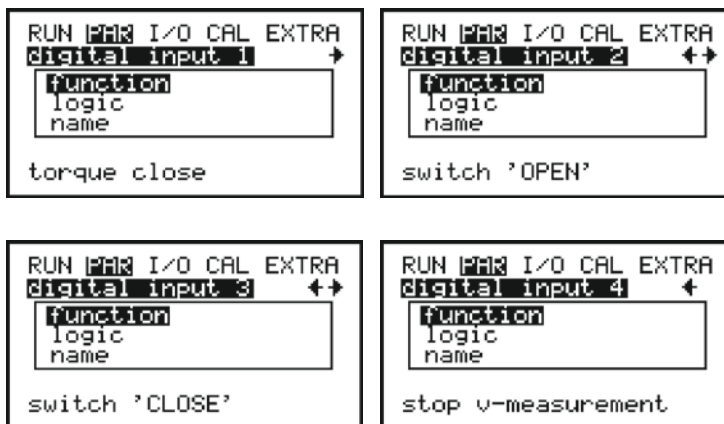 RUN PAR I/O CAL EXTRA
digital input 1 →
function
logic
name
torque close
RUN PAR I/O CAL EXTRA
digital input 2 ←→
function
logic
name
switch 'OPEN'
RUN PAR I/O CAL EXTRA
digital input 3 ←→
function
logic
name
switch 'CLOSE'
RUN PAR I/O CAL EXTRA
digital input 4 ←
function
logic
name
stop v-measurement